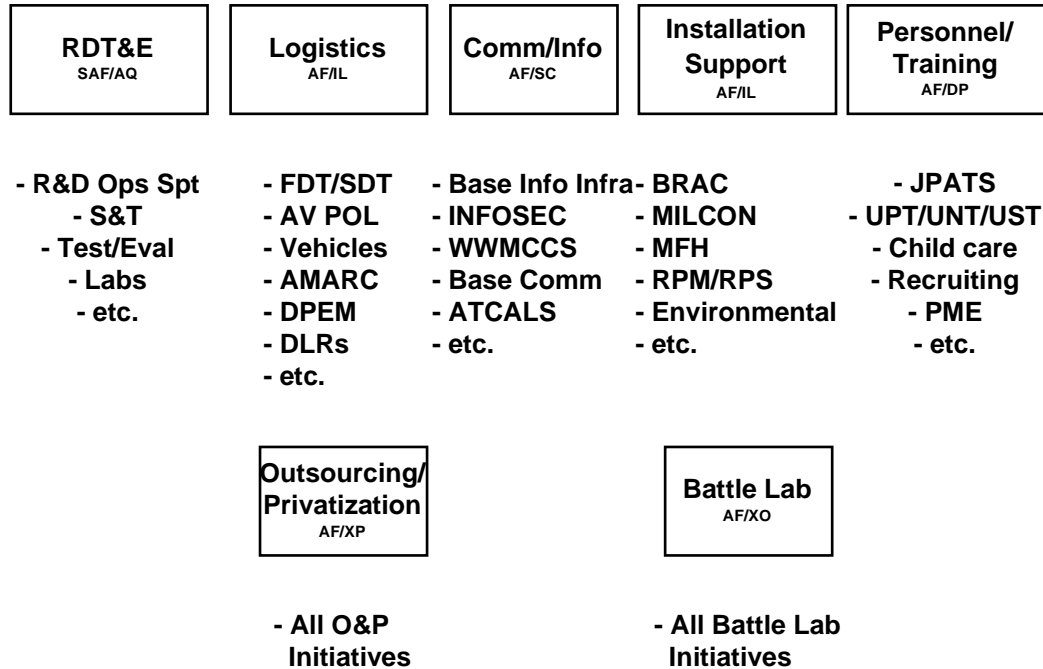 RDT&E
SAF/AQ
Logistics
AF/IL
Comm/Info
AF/SC
Installation
Support
AF/IL
Personnel/
Training
AF/DP
- R&D Ops Spt
- S&T
- Test/Eval
- Labs
- etc.
- FDT/SDT
- AV POL
- Vehicles
- AMARC
- DPEM
- DLRs
- etc.
- Base Info Infra
- INFOSEC
- WWMCCS
- Base Comm
- ATCALS
- etc.
- BRAC
- MILCON
- MFH
- RPM/RPS
- Environmental
- etc.
- JPATS
- UPT/UNT/UST
- Child care
- Recruiting
- PME
- etc.
Outsourcing/
Privatization
AF/XP
- All O&P
Initiatives
Battle Lab
AF/XO
- All Battle Lab
Initiatives